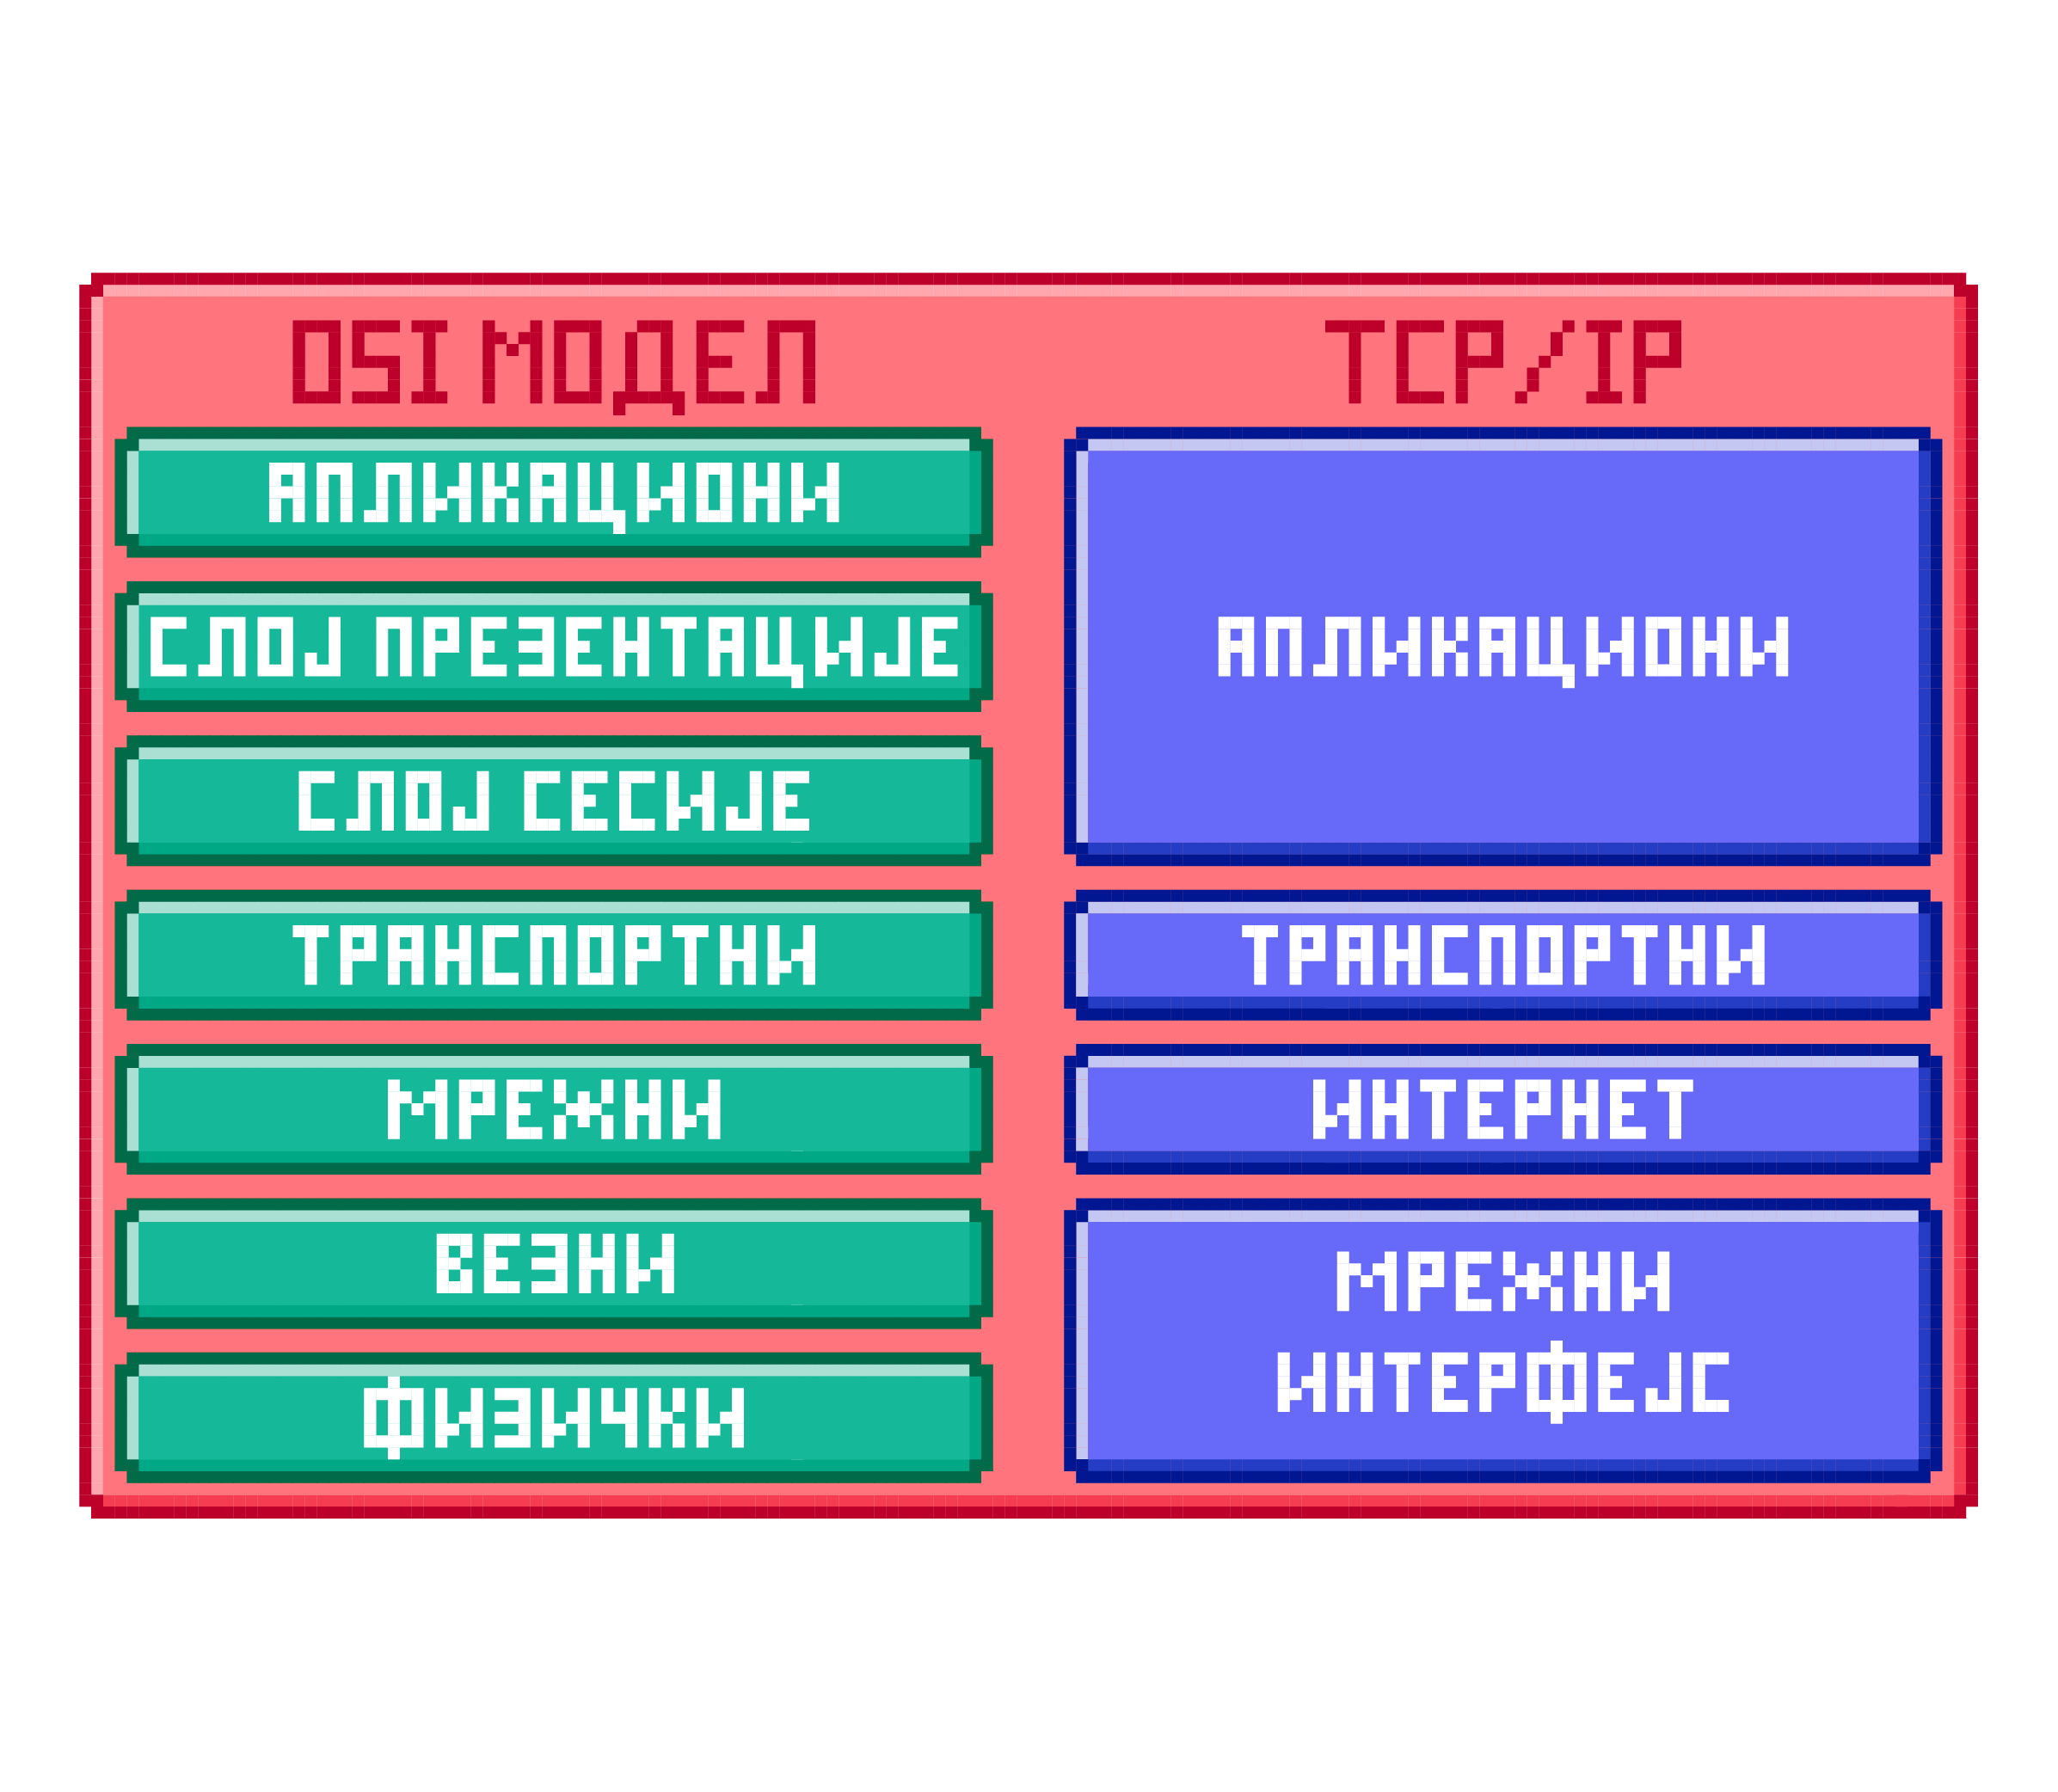 OSI МОДЕЛ
АПЛИКАЦИОНИ
СЛОЈ ПРЕЗЕНТАЦИЈЕ
СЛОЈ СЕСИЈЕ
ТРАНСПОРТНИ
МРЕЖНИ
ВЕЗНИ
ФИЗИЧКИ
TCP/IP
АПЛИКАЦИОНИ
ТРАНСПОРТНИ
ИНТЕРНЕТ
МРЕЖНИ
ИНТЕРФЕЈС